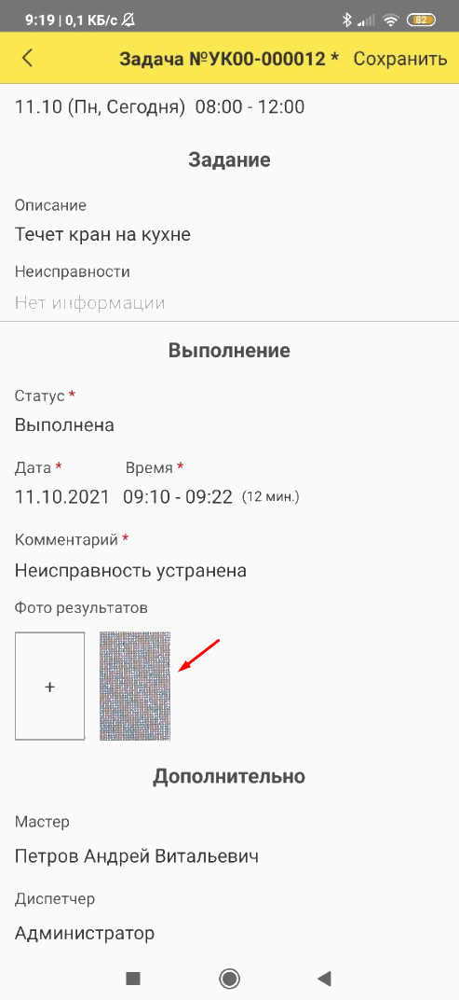 9:19 | 0,1 КБ/с
82
Задача №УК00-000012 * Сохранить
11.10 (Пн, Сегодня) 08:00 - 12:00
Задание
Описание
Течет кран на кухне
Неисправности
Нет информации
Выполнение
Статус *
Выполнена
Дата * Время *
11.10.2021 09:10 - 09:22 (12 мин.)
Комментарий *
Неисправность устранена
Фото результатов
+
Дополнительно
Мастер
Петров Андрей Витальевич
Диспетчер
Администратор